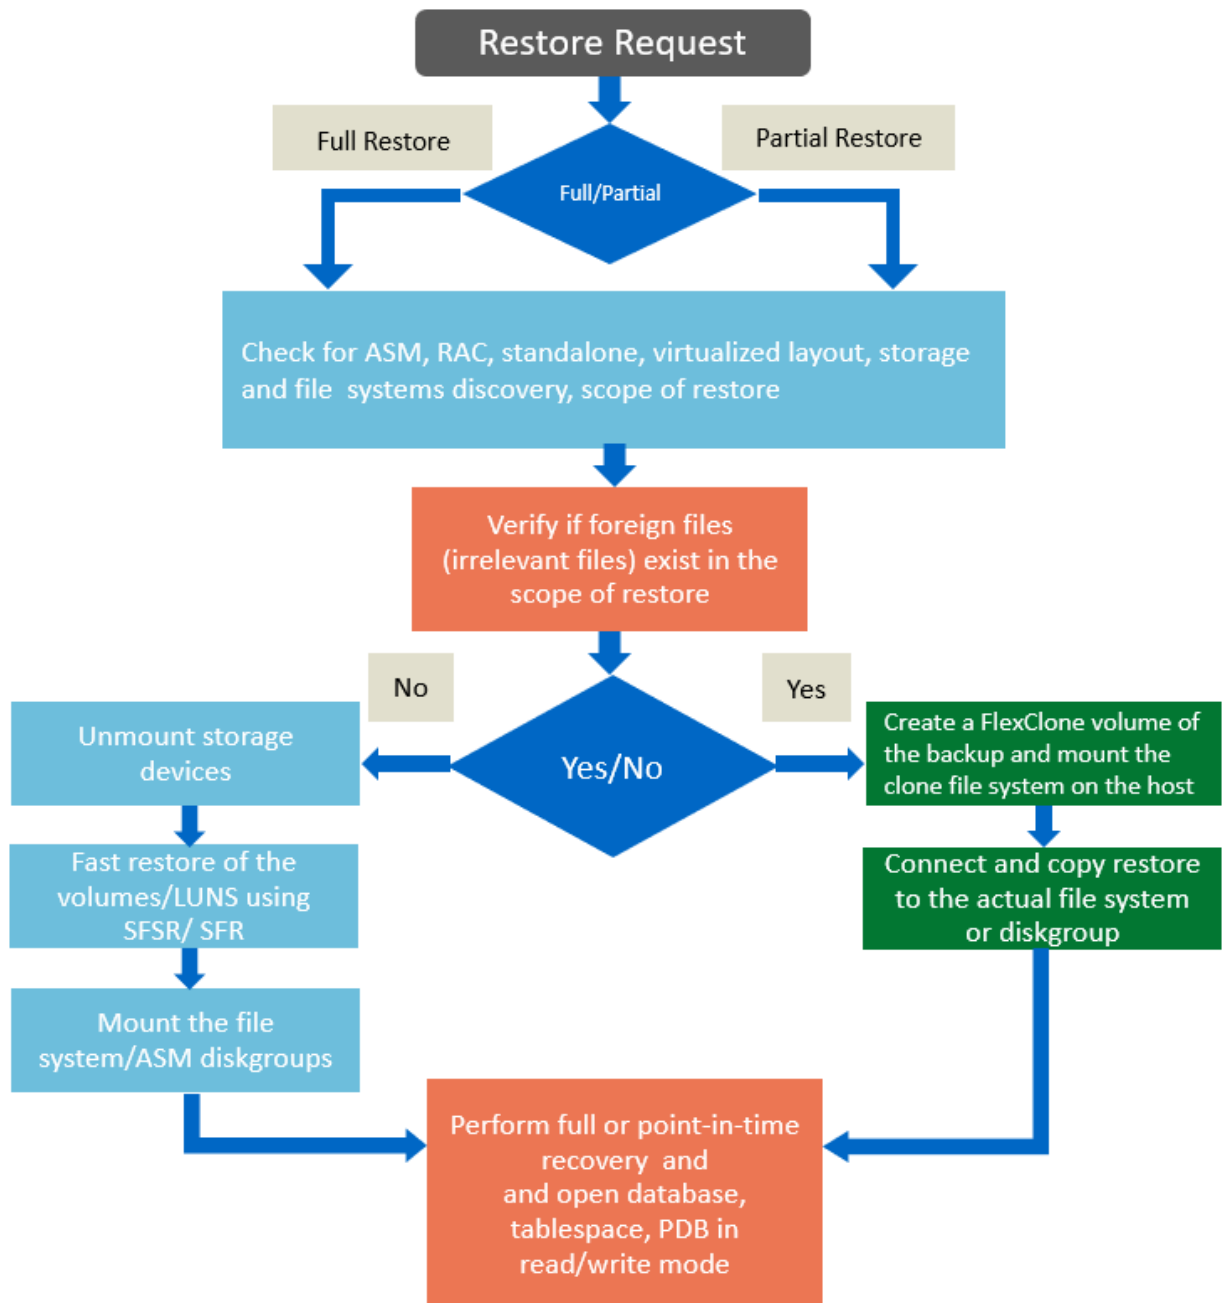 Restore Request
Full Restore
Partial Restore
Full/Partial
Check for ASM, RAC, standalone, virtualized layout, storage
and file systems discovery, scope of restore
Verify if foreign files
(irrelevant files) exist in the
scope of restore
No
Yes
Yes/No
Unmount storage
devices
Create a FlexClone volume of
the backup and mount the
clone file system on the host
Fast restore of the
volumes/LUNS using
SFSR/ SFR
Connect and copy restore
to the actual file system
or diskgroup
Mount the file
system/ASM diskgroups
Perform full or point-in-time
recovery and
and open database,
tablespace, PDB in
read/write mode